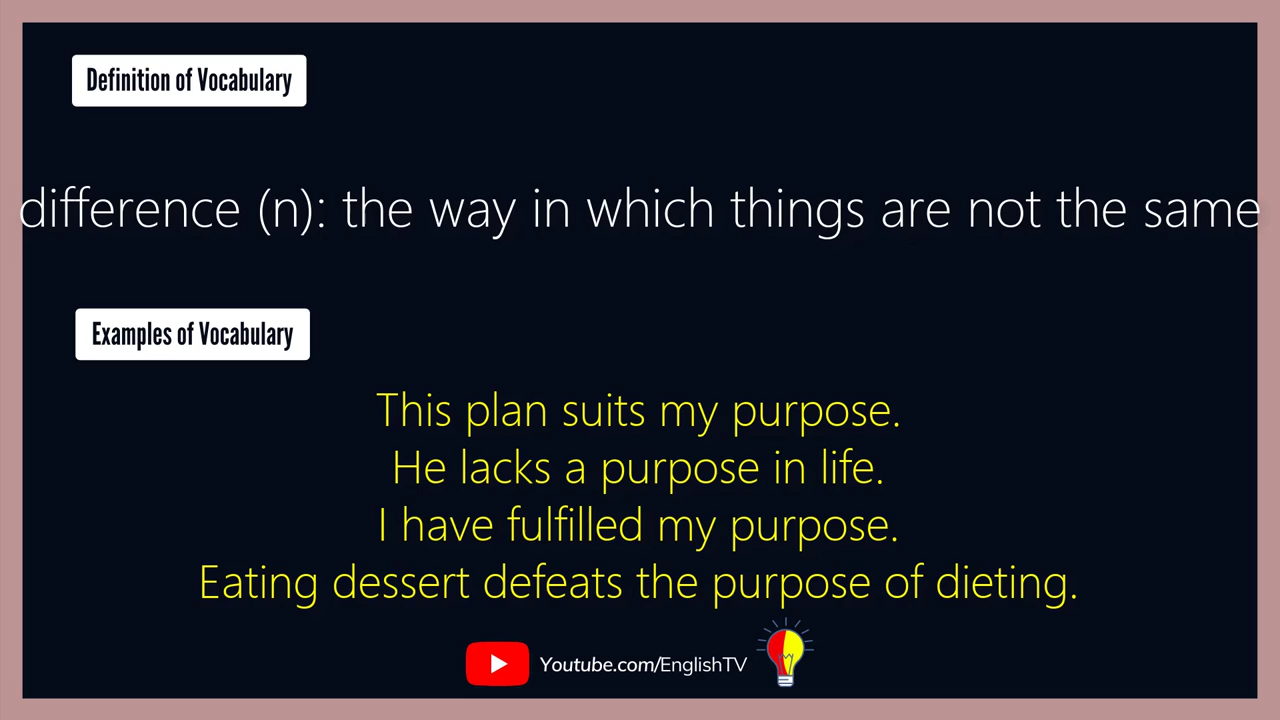 Definition of Vocabulary
difference (n): the way in which things are not the same
Examples of Vocabulary
This plan suits my purpose.
He lacks a purpose in life.
I have fulfilled my purpose.
Eating dessert defeats the purpose of dieting.
Youtube.com/EnglishTV